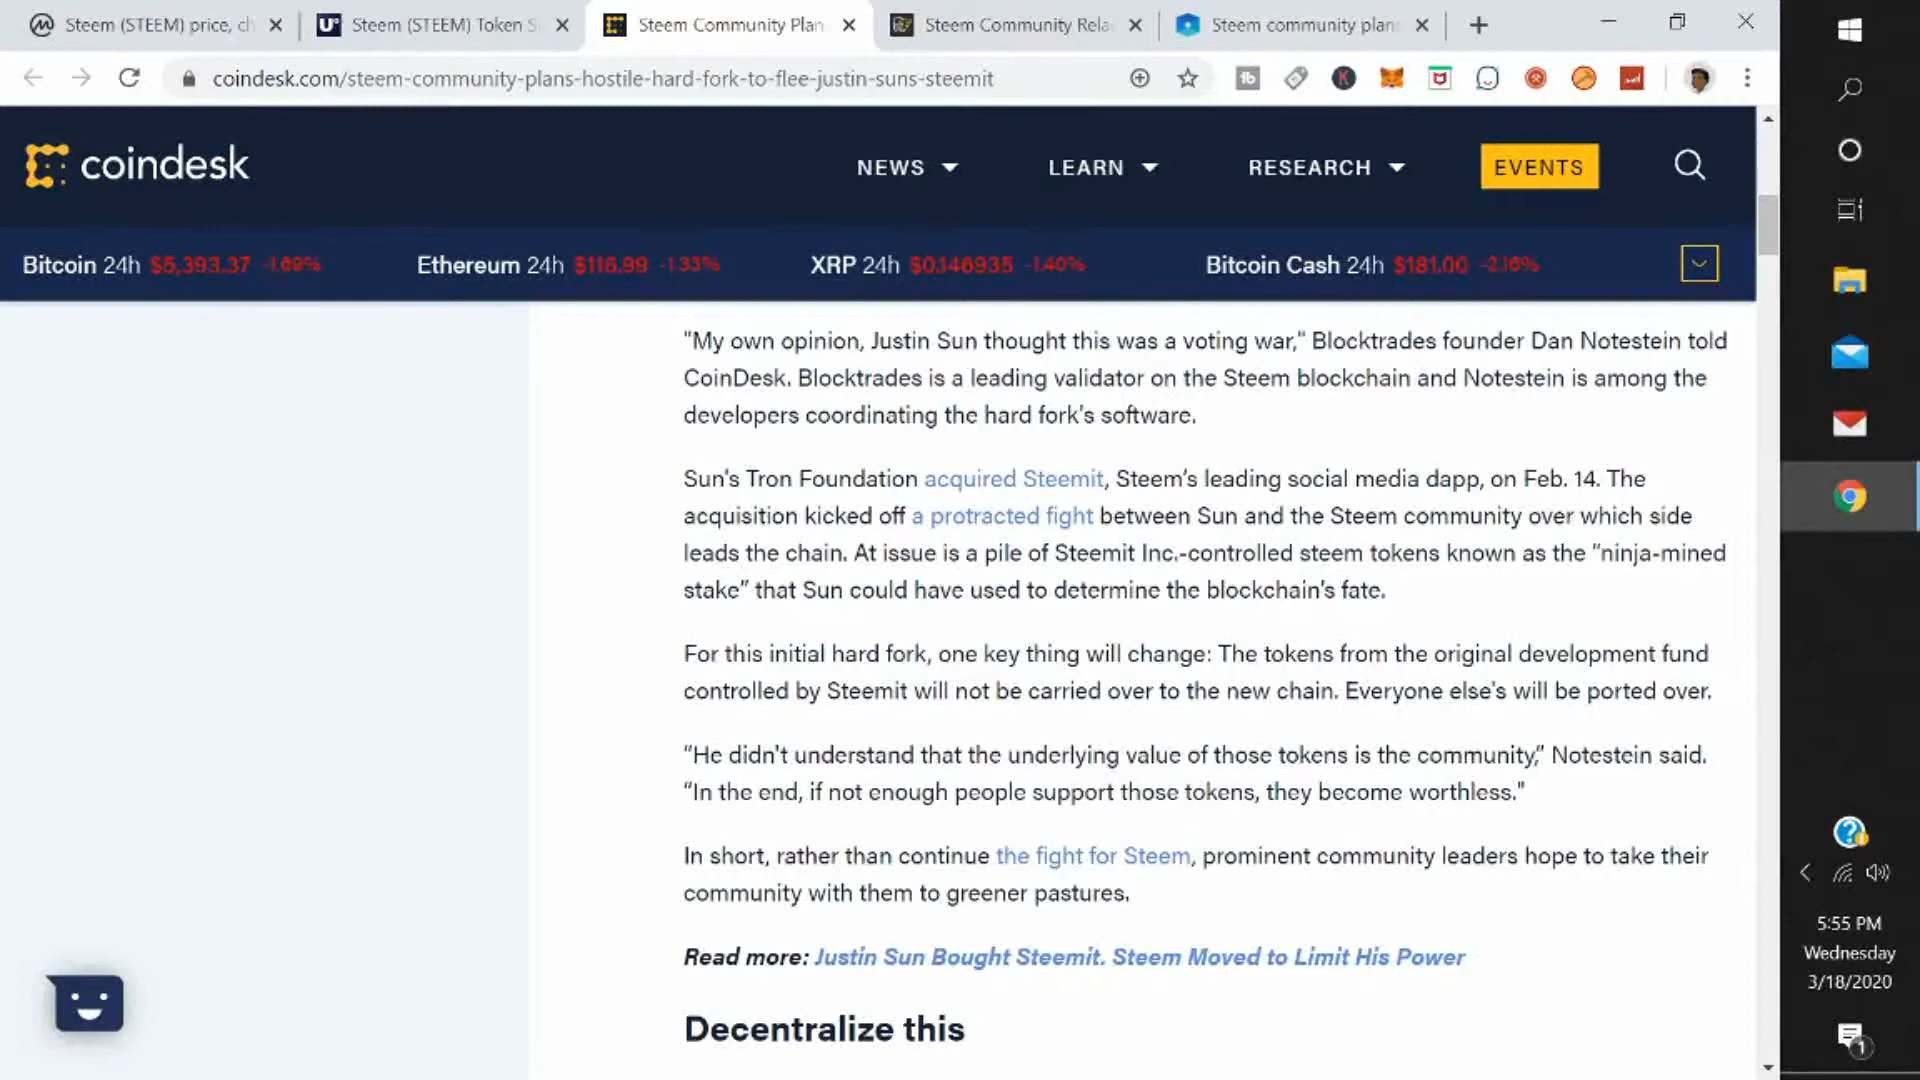 Steem (STEEM) price, ch
Steem (STEEM) Token S
Steem Community Plan
Steem Community Rela
Steem community plan
coindesk.com/steem-community-plans-hostile-hard-fork-to-flee-justin-suns-steemit
coindesk
NEWS
LEARN
RESEARCH
EVENTS
Bitcoin 24h $5,393.37 -1.69%
Ethereum 24h $116.99 -1.33%
XRP 24h $0.146935 -1.40%
Bitcoin Cash 24h $181.00 -2.16%
"My own opinion, Justin Sun thought this was a voting war," Blocktrades founder Dan Notestein told
CoinDesk. Blocktrades is a leading validator on the Steem blockchain and Notestein is among the
developers coordinating the hard fork's software.
Sun's Tron Foundation acquired Steemit, Steem's leading social media dapp, on Feb. 14. The
acquisition kicked off a protracted fight between Sun and the Steem community over which side
leads the chain. At issue is a pile of Steemit Inc.-controlled steem tokens known as the “ninja-mined
stake” that Sun could have used to determine the blockchain's fate.
For this initial hard fork, one key thing will change: The tokens from the original development fund
controlled by Steemit will not be carried over to the new chain. Everyone else's will be ported over.
“He didn't understand that the underlying value of those tokens is the community,” Notestein said.
“In the end, if not enough people support those tokens, they become worthless."
In short, rather than continue the fight for Steem, prominent community leaders hope to take their
community with them to greener pastures.
Read more: Justin Sun Bought Steemit. Steem Moved to Limit His Power
Decentralize this
5:55 PM
Wednesday
3/18/2020
1